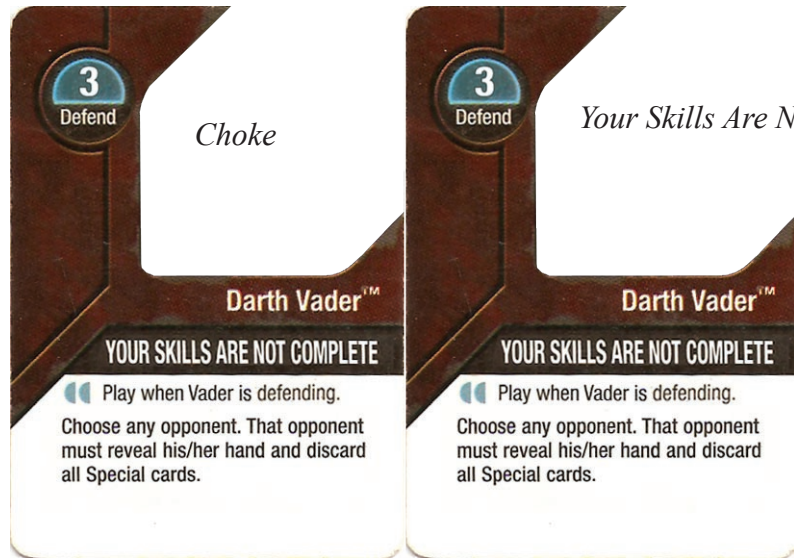 3
Defend
Choke
Darth Vader™
YOUR SKILLS ARE NOT COMPLETE
Play when Vader is defending.
Choose any opponent. That opponent
must reveal his/her hand and discard
all Special cards.
3
Defend
Your Skills Are N
Darth Vader™
YOUR SKILLS ARE NOT COMPLETE
Play when Vader is defending.
Choose any opponent. That opponent
must reveal his/her hand and discard
all Special cards.